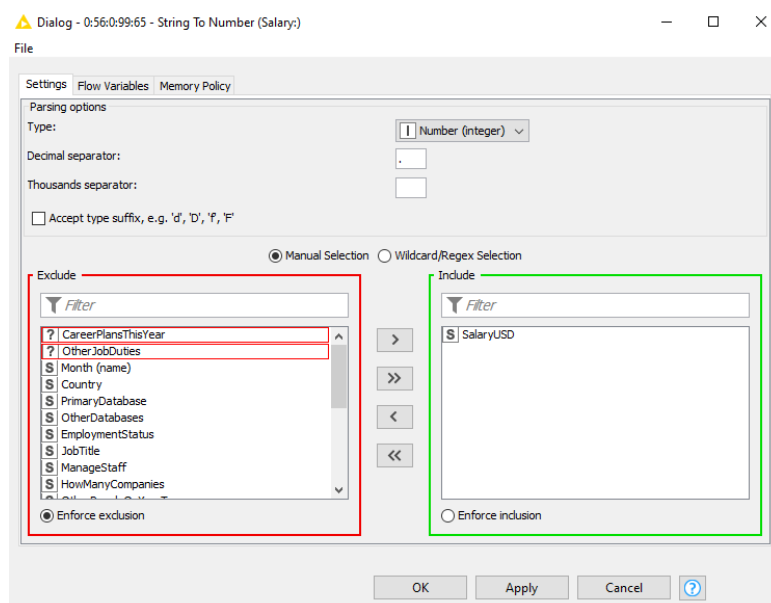 Dialog - 0:56:0:99:65 - String To Number (Salary:)
File
Settings Flow Variables Memory Policy
Parsing options
Type: I Number (integer)
Decimal separator: .
Thousands separator:
Accept type suffix, e.g. 'd', 'D', 'f', 'F'
Manual Selection Wildcard/Regex Selection
Exclude
Filter
? CareerPlansThisYear
? OtherJobDuties
S Month (name)
S Country
S PrimaryDatabase
S OtherDatabases
S EmploymentStatus
S JobTitle
S ManageStaff
S HowManyCompanies
Enforce exclusion
>
>>
<
<<
Include
Filter
S SalaryUSD
Enforce inclusion
OK Apply Cancel ?